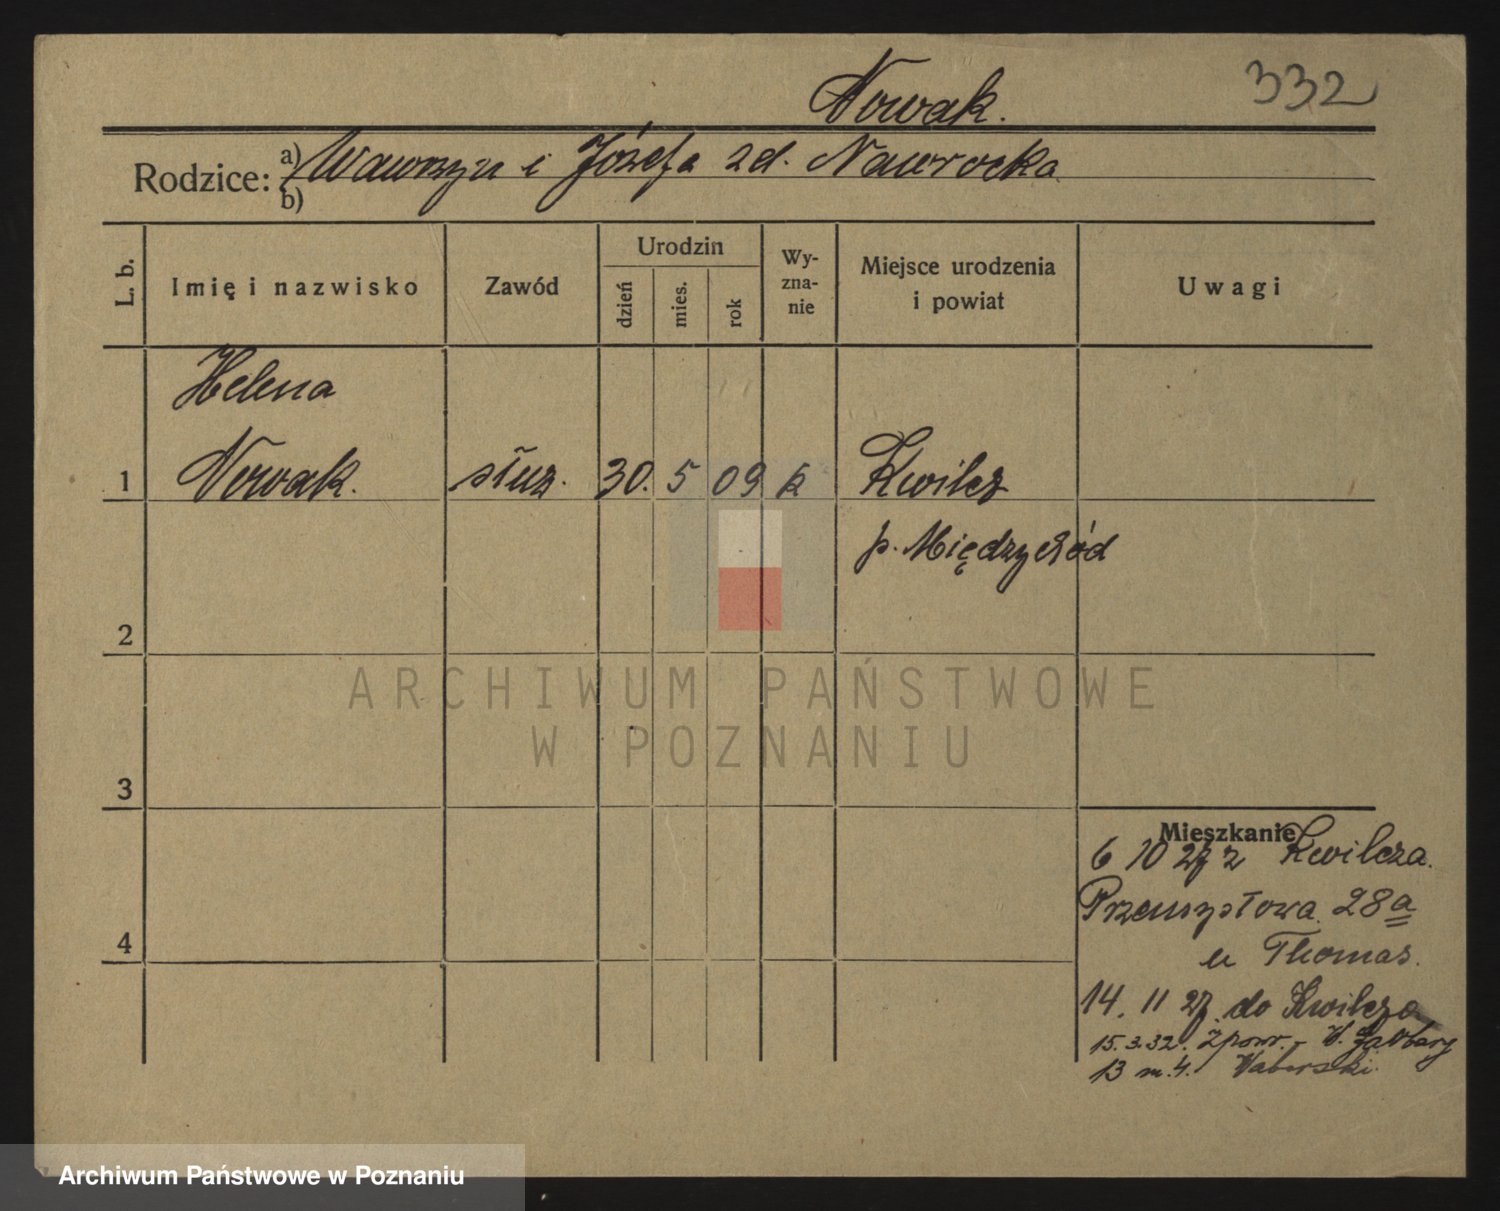 Nowak. 332
Rodzice: a) Wawrzyn i Józefa zd. Nawrocka
b)
L. b.
Imię i nazwisko
Zawód
Urodzin
dzień
mies.
rok
Wy-
zna-
nie
Miejsce urodzenia
i powiat
Uwagi
Helena
1 Nowak. służ. 30. 5 09 k Kwilcz
p. Międzychód
2
ARCHIWUM PAŃSTWOWE
W POZNANIU
3
Mieszkanie
6 10 27 z Kwilcza.
Przemysłowa 28a
4
u Thomas.
14. 11 27. do Kwilcza
15.3.32. Zpowr. -
13 m. 4.
Archiwum Państwowe w Poznaniu